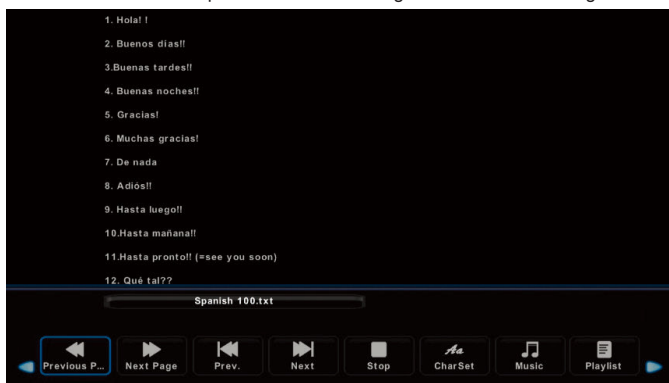 1. Hola! !
2. Buenos días!!
3.Buenas tardes!!
4. Buenas noches!!
5. Gracias!
6. Muchas gracias!
7. De nada
8. Adiós!!
9. Hasta luego!!
10.Hasta mañana!!
11.Hasta pronto!! (=see you soon)
12. Qué tal??
Spanish 100.txt
Previous P... Next Page Prev. Next Stop Aa CharSet Music Playlist